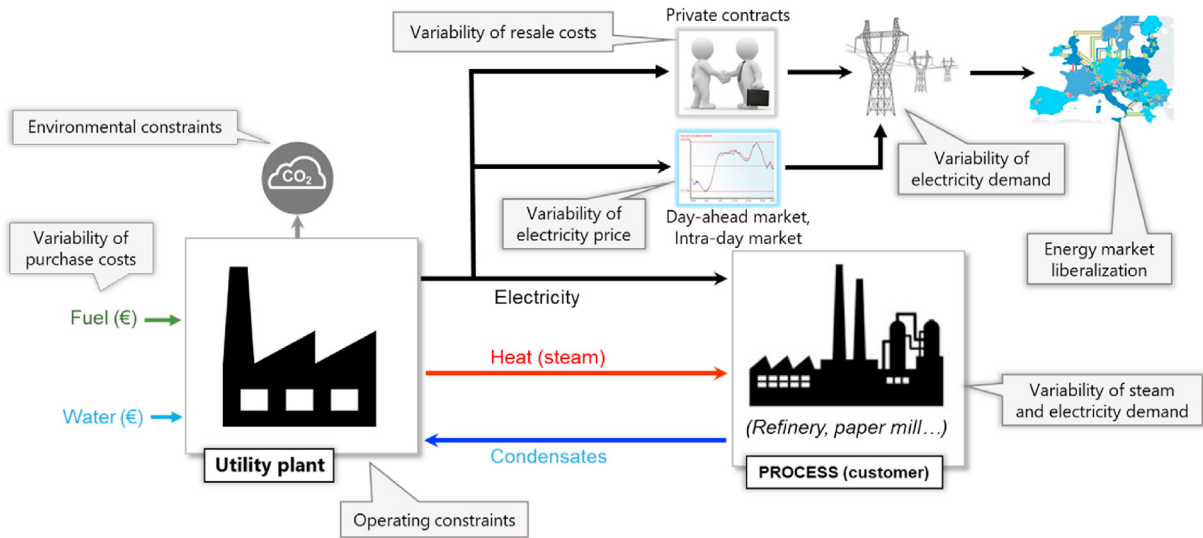 Private contracts
Variability of resale costs
Environmental constraints
CO₂
Variability of
electricity demand
Variability of
electricity price
Day-ahead market,
Intra-day market
Energy market
liberalization
Variability of
purchase costs
Electricity
Fuel (€)
Heat (steam)
Water (€)
Variability of steam
and electricity demand
(Refinery, paper mill…)
Condensates
Utility plant
PROCESS (customer)
Operating constraints